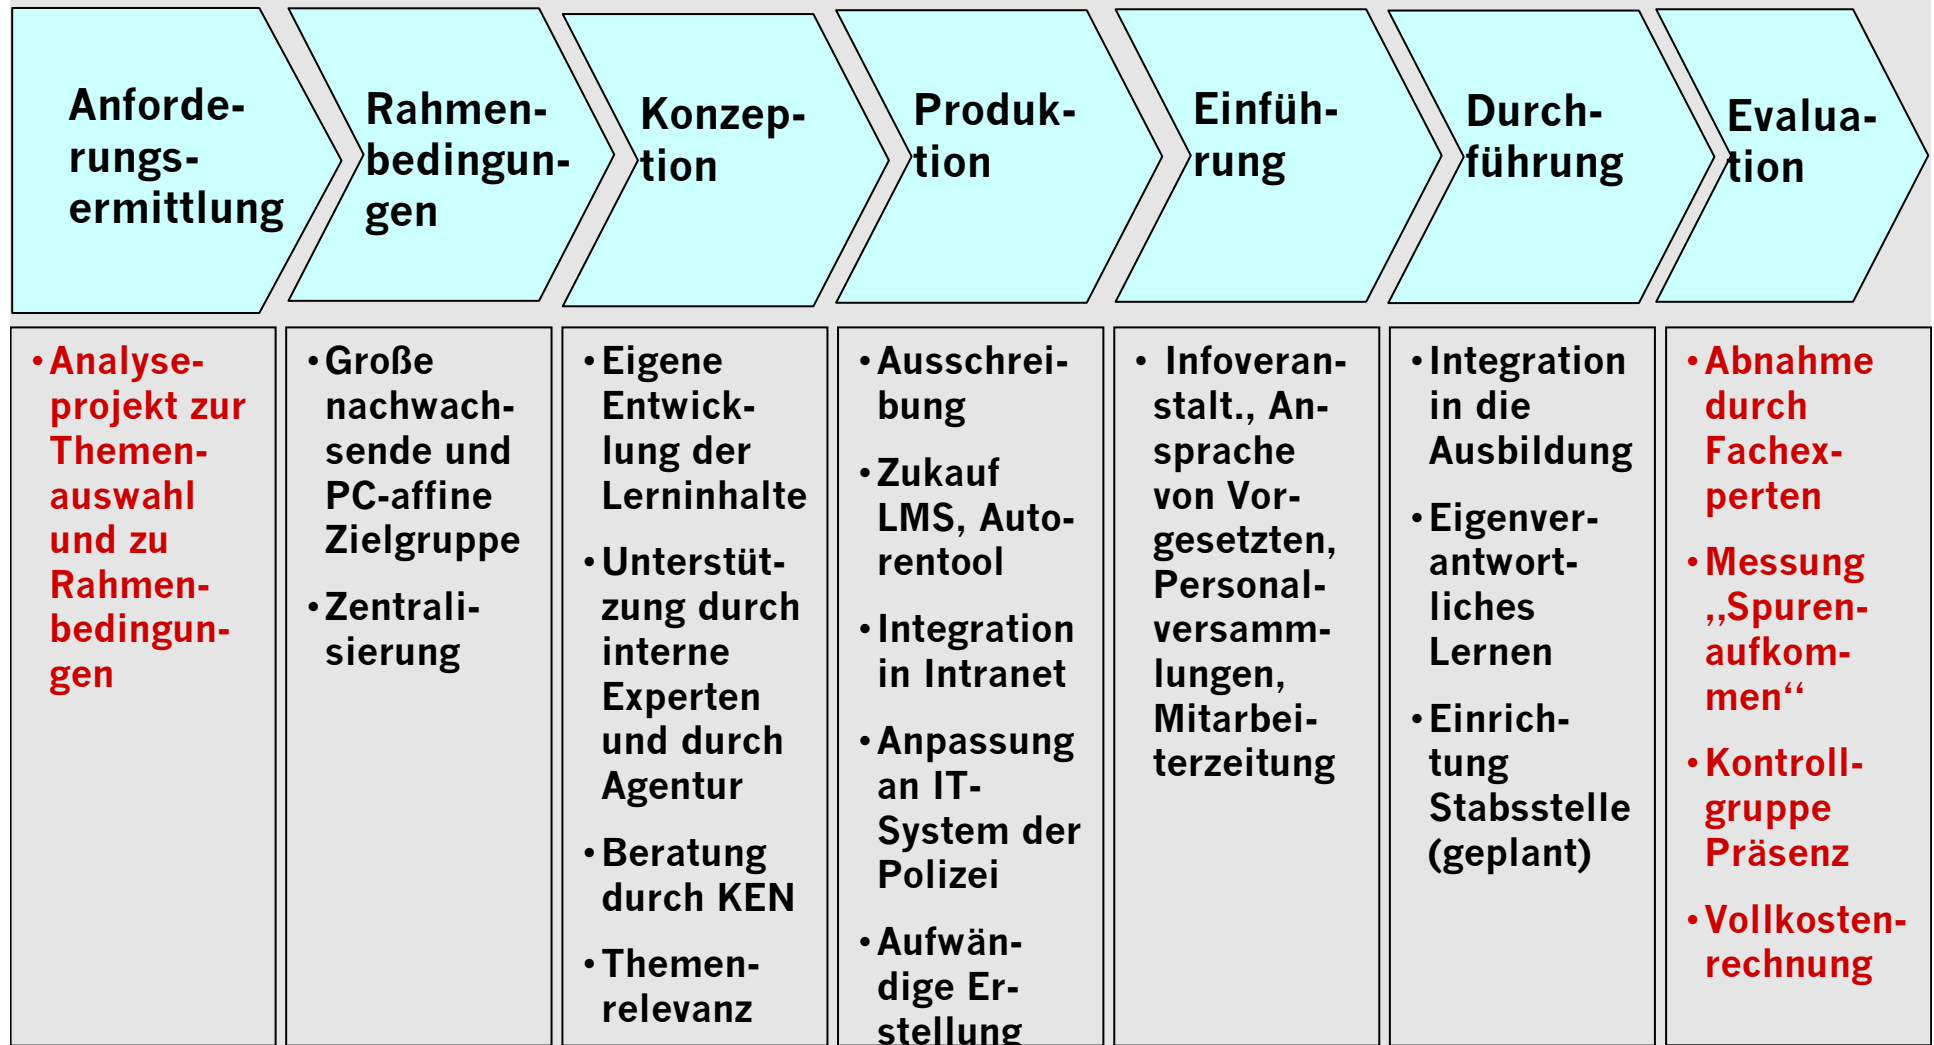 Anforde-
rungs-
ermittlung
Rahmen-
bedingun-
gen
Konzep-
tion
Produk-
tion
Einfüh-
rung
Durch-
führung
Evalua-
tion
• Analyse-
projekt zur
Themen-
auswahl
und zu
Rahmen-
bedingun-
gen
• Große
nachwach-
sende und
PC-affine
Zielgruppe
• Zentrali-
sierung
• Eigene
Entwick-
lung der
Lerninhalte
• Unterstüt-
zung durch
interne
Experten
und durch
Agentur
• Beratung
durch KEN
• Themen-
relevanz
• Ausschrei-
bung
• Zukauf
LMS, Auto-
rentool
• Integration
in Intranet
• Anpassung
an IT-
System der
Polizei
• Aufwän-
dige Er-
stellung
• Infoveran-
stalt., An-
sprache
von Vor-
gesetzten,
Personal-
versamm-
lungen,
Mitarbei-
terzeitung
• Integration
in die
Ausbildung
• Eigenver-
antwort-
liches
Lernen
• Einrich-
tung
Stabsstelle
(geplant)
• Abnahme
durch
Fachex-
perten
• Messung
„Spuren-
aufkom-
men“
• Kontroll-
gruppe
Präsenz
• Vollkosten-
rechnung